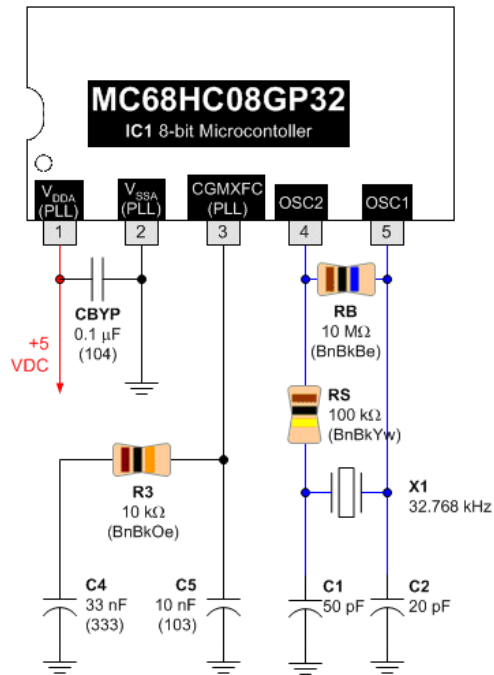 MC68HC08GP32
IC1 8-bit Microcontoller
VDDA
(PLL)
VSSA
(PLL)
CGMXFC
(PLL)
OSC2
OSC1
1
2
3
4
5
CBYP
0.1 µF
(104)
+5
VDC
RB
10 MΩ
(BnBkBe)
RS
100 kΩ
(BnBkYw)
R3
10 kΩ
(BnBkOe)
X1
32.768 kHz
C4
33 nF
(333)
C5
10 nF
(103)
C1
50 pF
C2
20 pF